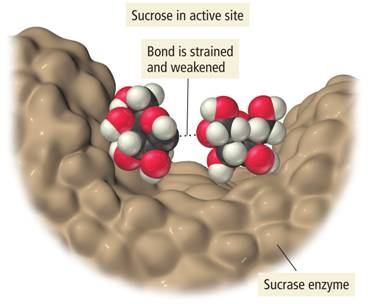 Sucrose in active site
Bond is strained
and weakened
Sucrase enzyme